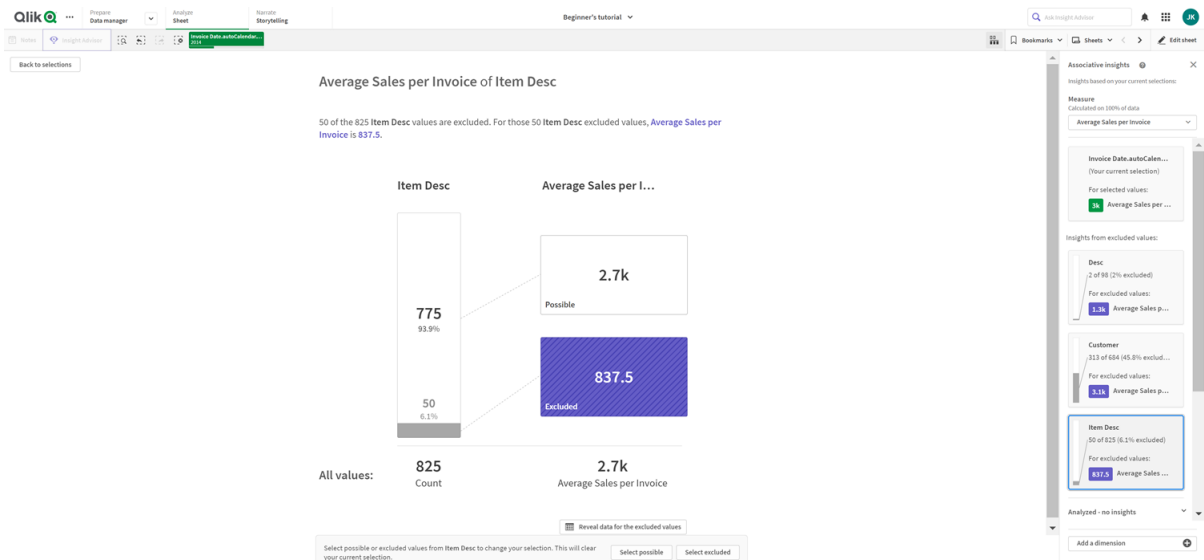 Qlik
Prepare
Data manager
Analyze
Sheet
Narrate
Storytelling
Beginner's tutorial
Ask Insight Advisor
JK
Notes
Insight Advisor
Invoice Date.autoCalendar....
2014
Bookmarks
Sheets
Edit sheet
Back to selections
Average Sales per Invoice of Item Desc
50 of the 825 Item Desc values are excluded. For those 50 Item Desc excluded values, Average Sales per
Invoice is 837.5.
Item Desc
Average Sales per I...
775
93.9%
50
6.1%
2.7k
Possible
837.5
Excluded
All values:
825
Count
2.7k
Average Sales per Invoice
Reveal data for the excluded values
Select possible or excluded values from Item Desc to change your selection. This will clear
your current selection.
Select possible
Select excluded
Associative insights
Insights based on your current selections:
Measure
Calculated on 100% of data
Average Sales per Invoice
Invoice Date.autoCalen...
(Your current selection)
For selected values:
3k Average Sales per ...
Insights from excluded values:
Desc
2 of 98 (2% excluded)
For excluded values:
1.3k Average Sales p...
Customer
313 of 684 (45.8% exclud...
For excluded values:
3.1k Average Sales p...
Item Desc
50 of 825 (6.1% excluded)
For excluded values:
837.5 Average Sales ...
Analyzed - no insights
Add a dimension